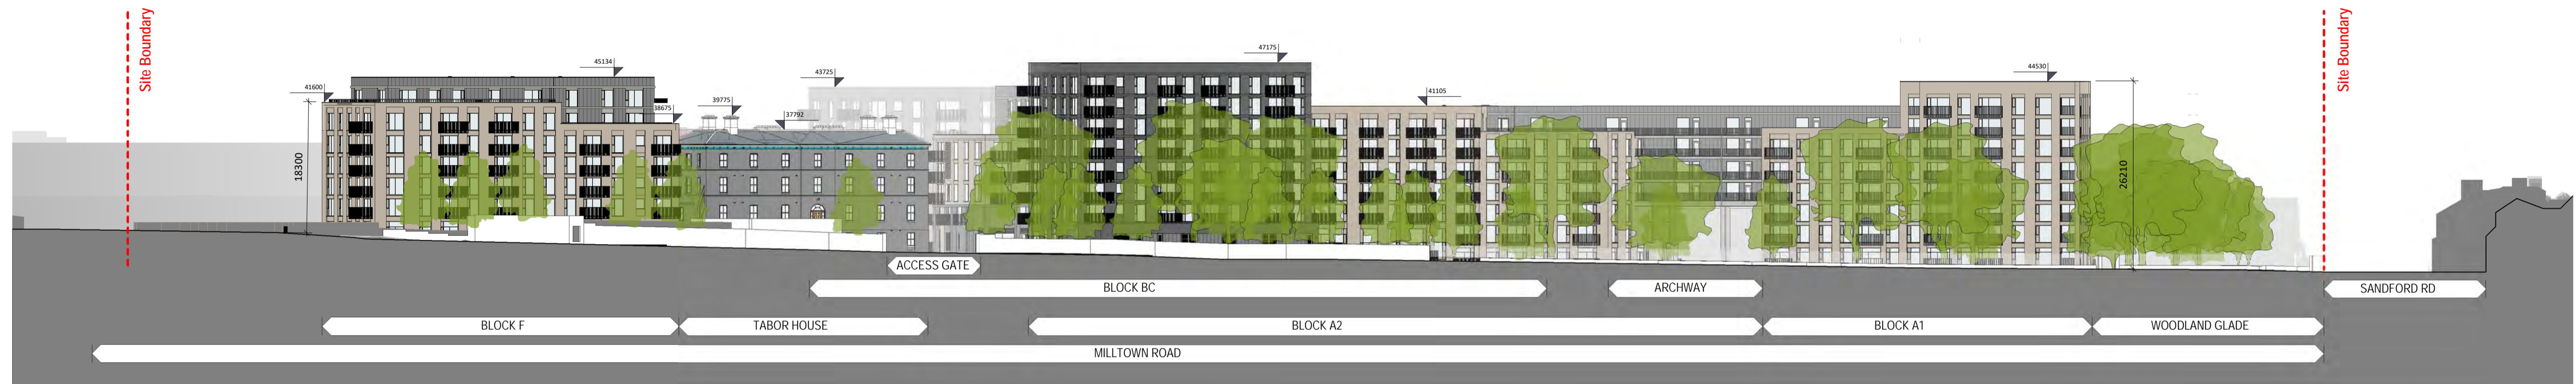 Site Boundary
Site Boundary
47175
45134
44530
43725
41600
41105
39775
38675
37792
18300
26210
ACCESS GATE
BLOCK BC
ARCHWAY
SANDFORD RD
BLOCK F
TABOR HOUSE
BLOCK A2
BLOCK A1
WOODLAND GLADE
MILLTOWN ROAD